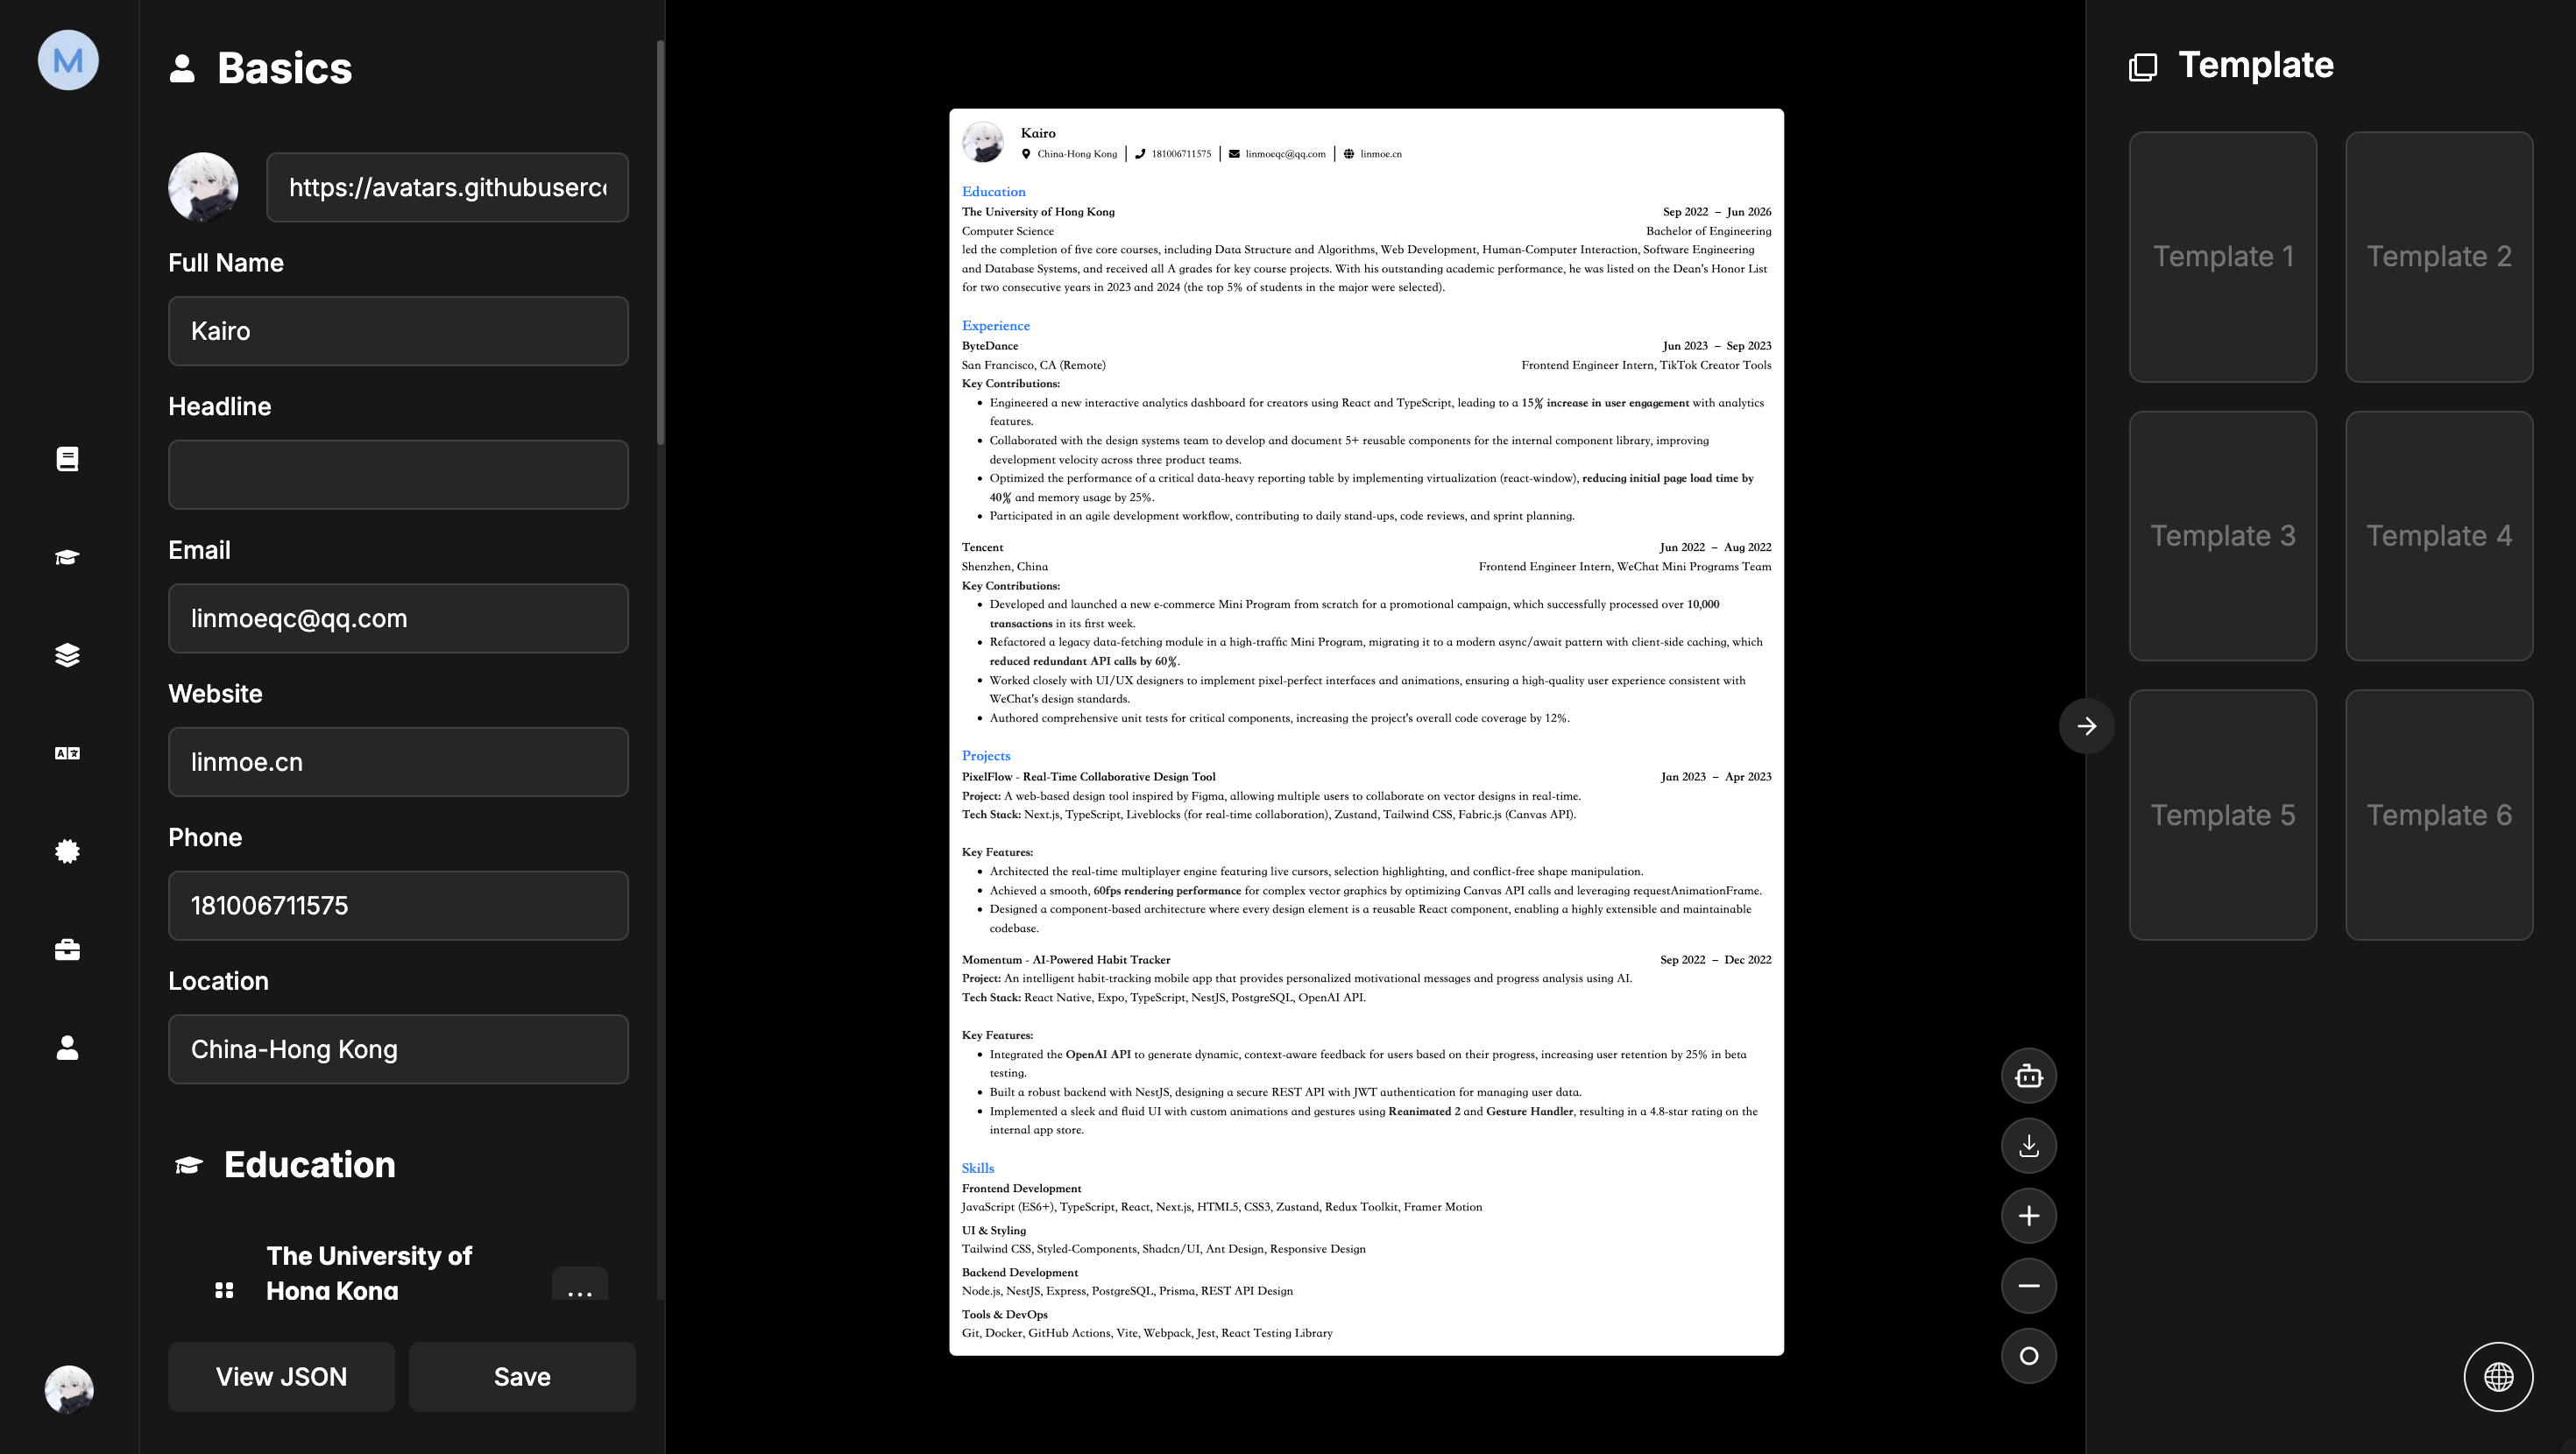 M
Basics
https://avatars.githubuserc
Full Name
Kairo
Headline
Email
linmoeqc@qq.com
Website
linmoe.cn
Phone
181006711575
Location
China-Hong Kong
Education
The University of
Hong Kong
...
View JSON
Save
Kairo
China-Hong Kong
181006711575
linmoeqc@qq.com
linmoe.cn
Education
The University of Hong Kong
Sep 2022 – Jun 2026
Computer Science
Bachelor of Engineering
led the completion of five core courses, including Data Structure and Algorithms, Web Development, Human-Computer Interaction, Software Engineering
and Database Systems, and received all A grades for key course projects. With his outstanding academic performance, he was listed on the Dean's Honor List
for two consecutive years in 2023 and 2024 (the top 5% of students in the major were selected).
Experience
ByteDance
Jun 2023 – Sep 2023
San Francisco, CA (Remote)
Frontend Engineer Intern, TikTok Creator Tools
Key Contributions:
• Engineered a new interactive analytics dashboard for creators using React and TypeScript, leading to a 15% increase in user engagement with analytics
features.
• Collaborated with the design systems team to develop and document 5+ reusable components for the internal component library, improving
development velocity across three product teams.
• Optimized the performance of a critical data-heavy reporting table by implementing virtualization (react-window), reducing initial page load time by
40% and memory usage by 25%.
• Participated in an agile development workflow, contributing to daily stand-ups, code reviews, and sprint planning.
Tencent
Jun 2022 – Aug 2022
Shenzhen, China
Frontend Engineer Intern, WeChat Mini Programs Team
Key Contributions:
• Developed and launched a new e-commerce Mini Program from scratch for a promotional campaign, which successfully processed over 10,000
transactions in its first week.
• Refactored a legacy data-fetching module in a high-traffic Mini Program, migrating it to a modern async/await pattern with client-side caching, which
reduced redundant API calls by 60%.
• Worked closely with UI/UX designers to implement pixel-perfect interfaces and animations, ensuring a high-quality user experience consistent with
WeChat's design standards.
• Authored comprehensive unit tests for critical components, increasing the project's overall code coverage by 12%.
Projects
PixelFlow - Real-Time Collaborative Design Tool
Jan 2023 – Apr 2023
Project: A web-based design tool inspired by Figma, allowing multiple users to collaborate on vector designs in real-time.
Tech Stack: Next.js, TypeScript, Liveblocks (for real-time collaboration), Zustand, Tailwind CSS, Fabric.js (Canvas API).
Key Features:
• Architected the real-time multiplayer engine featuring live cursors, selection highlighting, and conflict-free shape manipulation.
• Achieved a smooth, 60fps rendering performance for complex vector graphics by optimizing Canvas API calls and leveraging requestAnimationFrame.
• Designed a component-based architecture where every design element is a reusable React component, enabling a highly extensible and maintainable
codebase.
Momentum - AI-Powered Habit Tracker
Sep 2022 – Dec 2022
Project: An intelligent habit-tracking mobile app that provides personalized motivational messages and progress analysis using AI.
Tech Stack: React Native, Expo, TypeScript, NestJS, PostgreSQL, OpenAI API.
Key Features:
• Integrated the OpenAI API to generate dynamic, context-aware feedback for users based on their progress, increasing user retention by 25% in beta
testing.
• Built a robust backend with NestJS, designing a secure REST API with JWT authentication for managing user data.
• Implemented a sleek and fluid UI with custom animations and gestures using Reanimated 2 and Gesture Handler, resulting in a 4.8-star rating on the
internal app store.
Skills
Frontend Development
JavaScript (ES6+), TypeScript, React, Next.js, HTML5, CSS3, Zustand, Redux Toolkit, Framer Motion
UI & Styling
Tailwind CSS, Styled-Components, Shadcn/UI, Ant Design, Responsive Design
Backend Development
Node.js, NestJS, Express, PostgreSQL, Prisma, REST API Design
Tools & DevOps
Git, Docker, GitHub Actions, Vite, Webpack, Jest, React Testing Library
Template
Template 1
Template 2
Template 3
Template 4
Template 5
Template 6